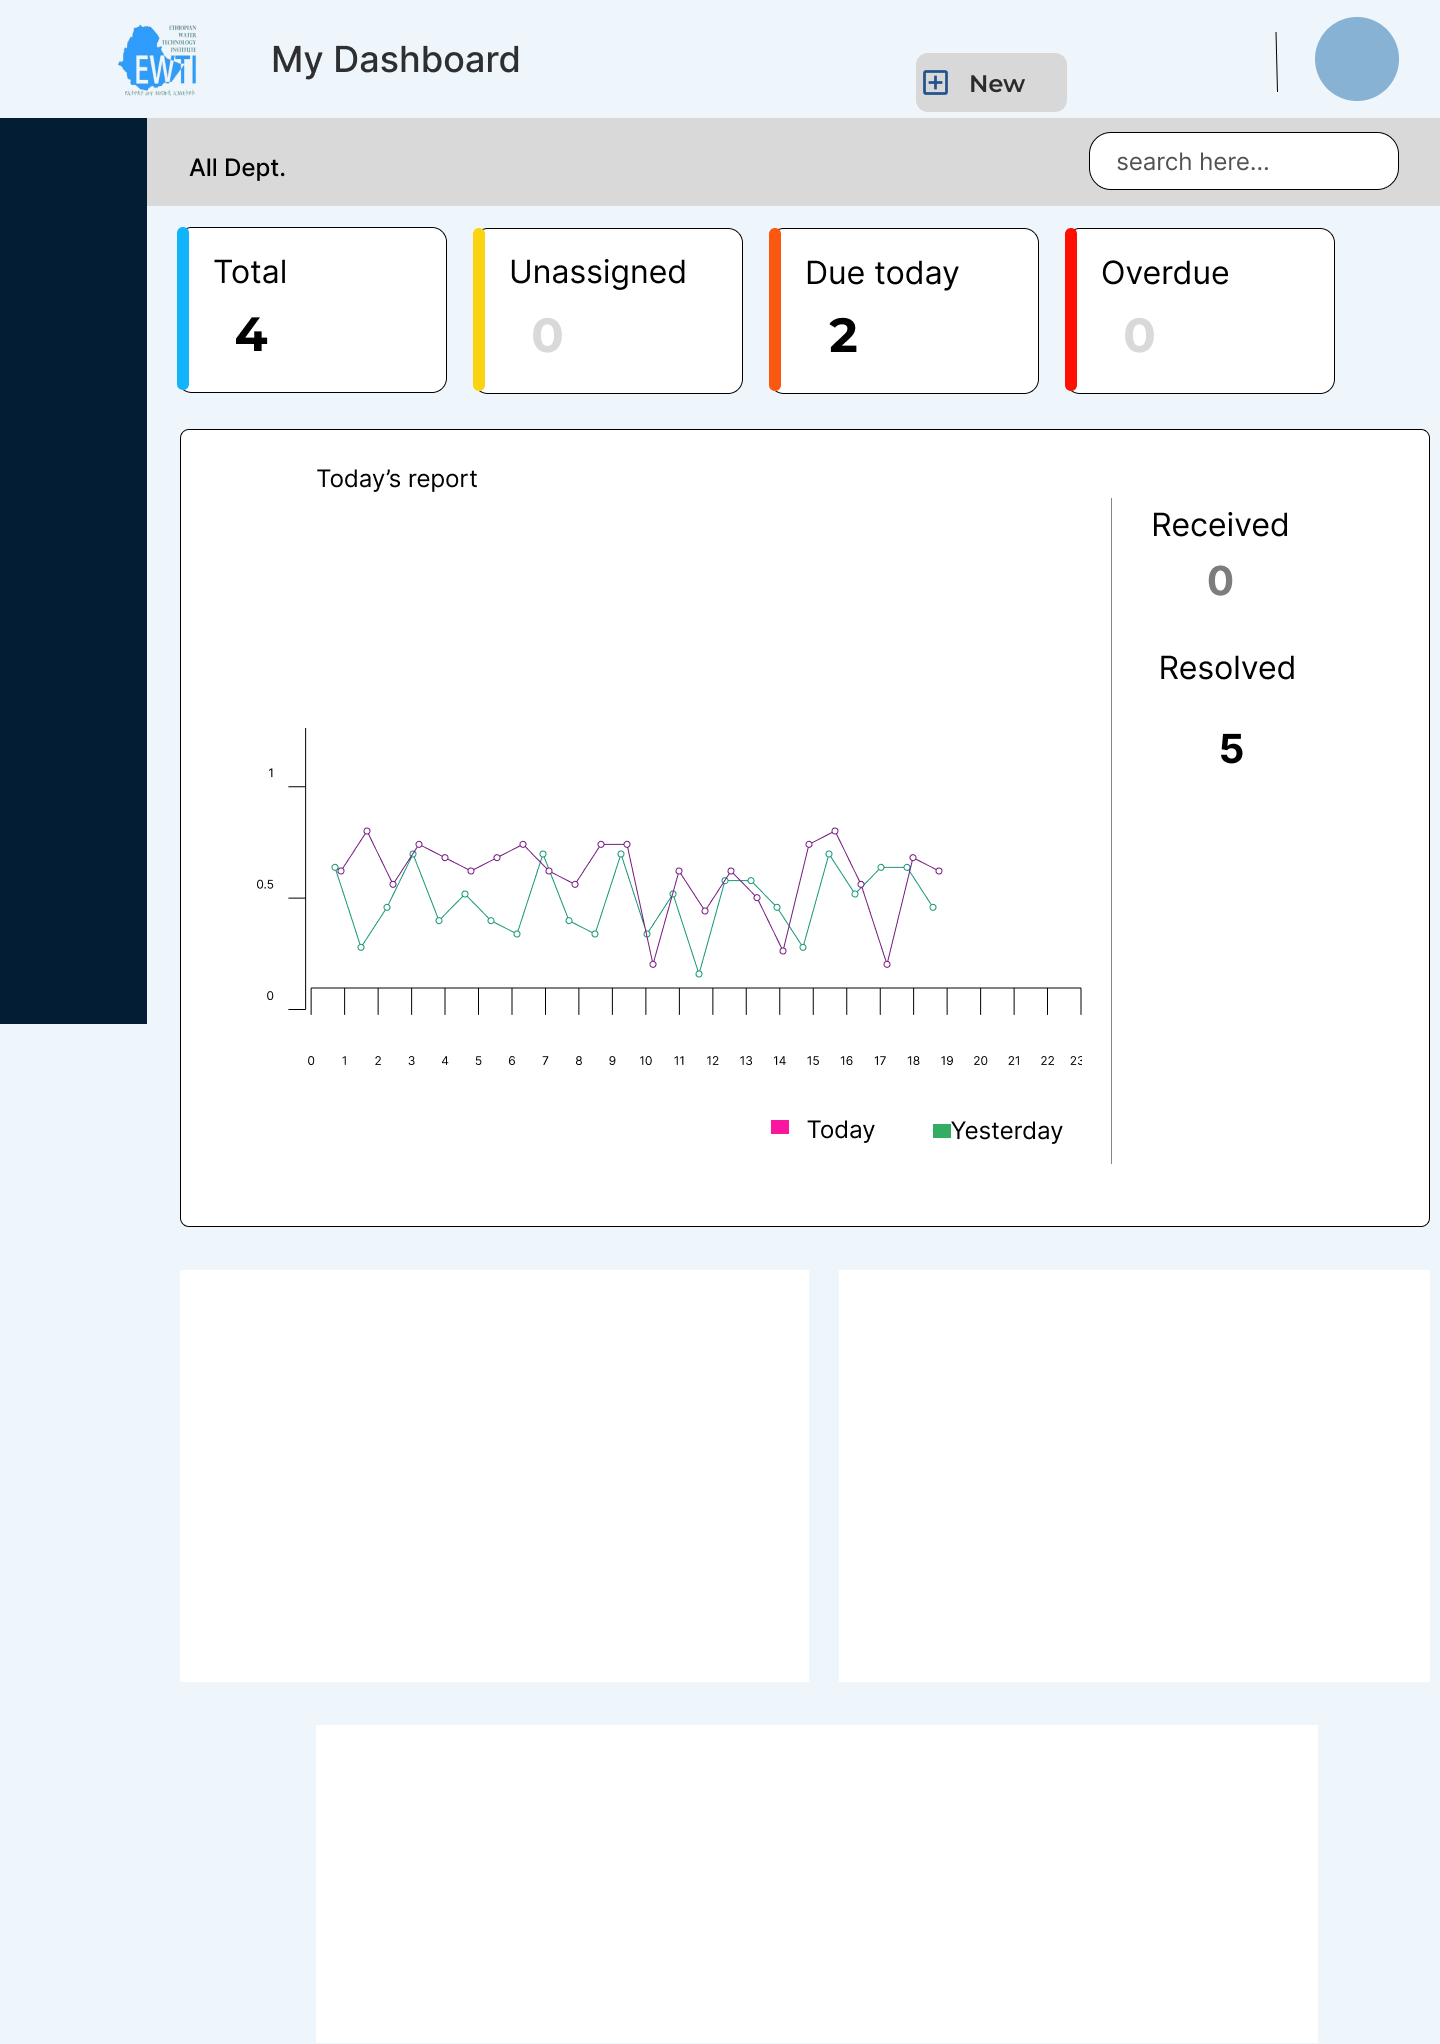 ETHIOPIAN
WATER
TECHNOLOGY
INSTITUTE
EWTI
My Dashboard
New
All Dept.
search here...
Total
4
Unassigned
0
Due today
2
Overdue
0
Today’s report
Received
0
Resolved
5
1
0.5
0
0 1 2 3 4 5 6 7 8 9 10 11 12 13 14 15 16 17 18 19 20 21 22 23
Today
Yesterday